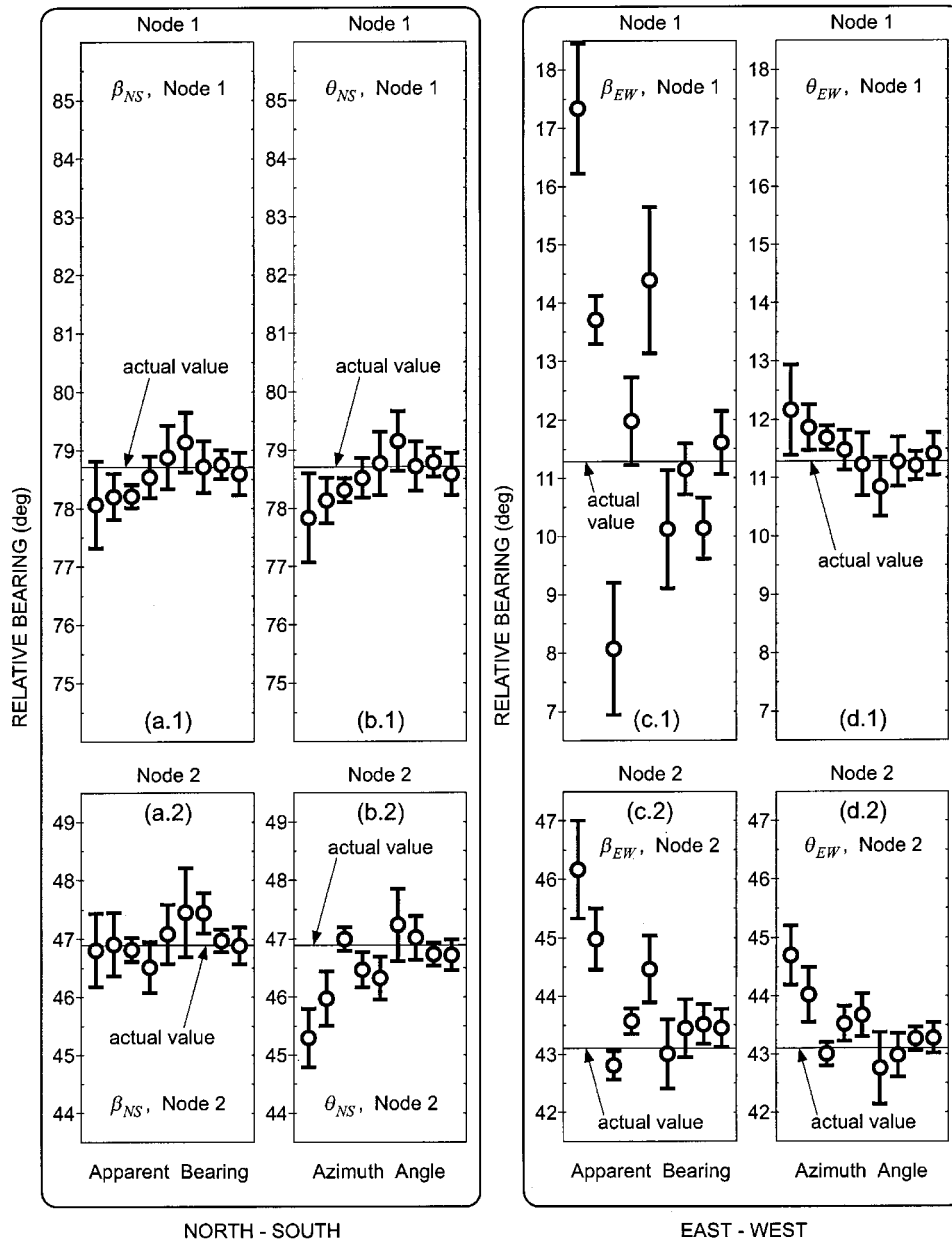 Node 1
Node 1
Node 1
Node 1
RELATIVE BEARING (deg)
85
84
83
82
81
80
79
78
77
76
75
β_NS, Node 1
actual value
(a.1)
85
84
83
82
81
80
79
78
77
76
75
θ_NS, Node 1
actual value
(b.1)
RELATIVE BEARING (deg)
18
17
16
15
14
13
12
11
10
9
8
7
β_EW, Node 1
actual
value
(c.1)
18
17
16
15
14
13
12
11
10
9
8
7
θ_EW, Node 1
actual value
(d.1)
Node 2
Node 2
Node 2
Node 2
49
48
47
46
45
44
(a.2)
actual value
β_NS, Node 2
49
48
47
46
45
44
(b.2)
actual value
θ_NS, Node 2
47
46
45
44
43
42
(c.2)
β_EW, Node 2
actual value
47
46
45
44
43
42
(d.2)
θ_EW, Node 2
actual value
Apparent Bearing
Azimuth Angle
Apparent Bearing
Azimuth Angle
NORTH - SOUTH
EAST - WEST